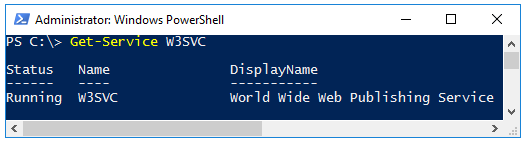 Administrator: Windows PowerShell
PS C:\> Get-Service W3SVC
Status   Name               DisplayName
------   ----               -----------
Running  W3SVC              World Wide Web Publishing Service